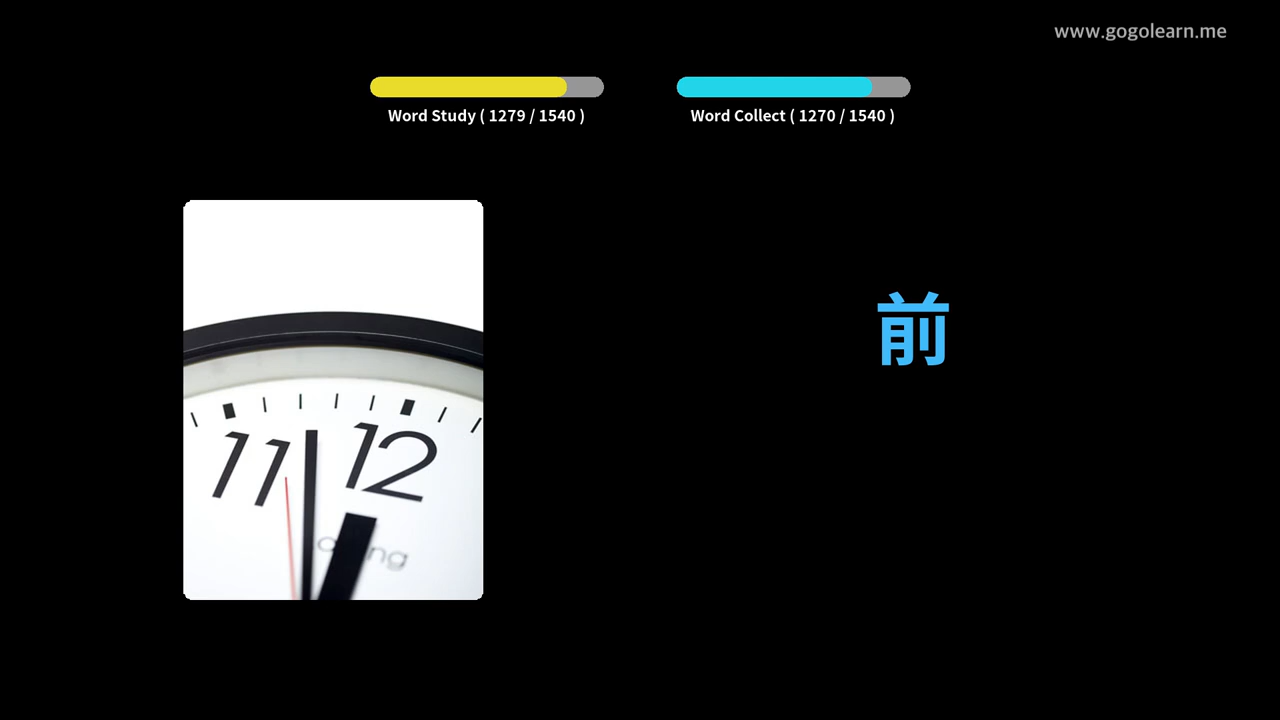 www.gogolearn.me
Word Study ( 1279 / 1540 )
Word Collect ( 1270 / 1540 )
前
11
12